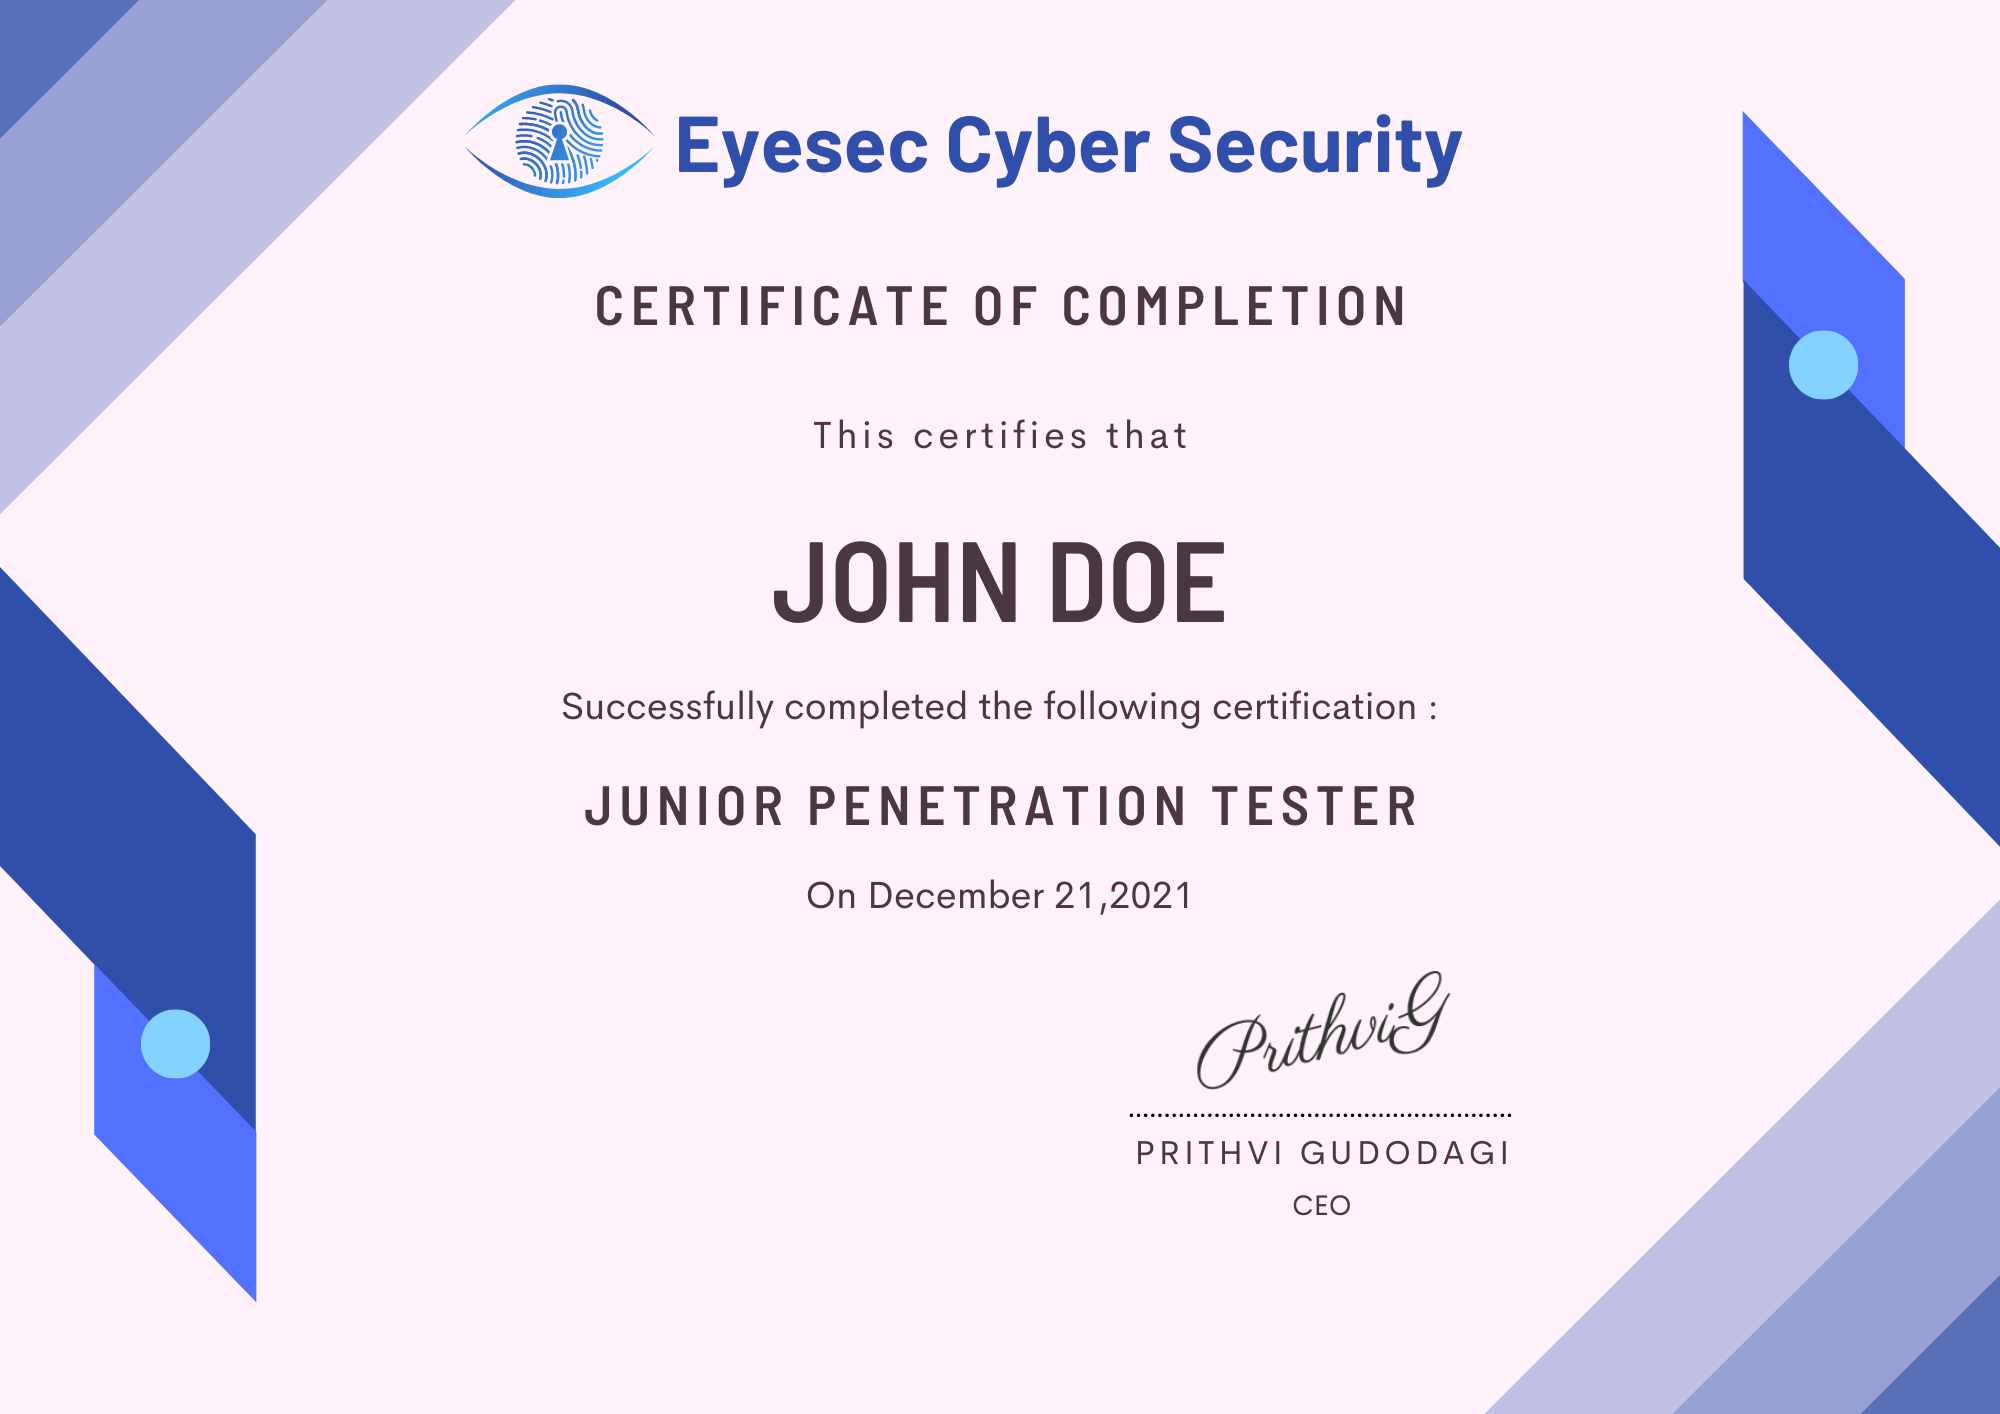 Eyesec Cyber Security
CERTIFICATE OF COMPLETION
This certifies that
JOHN DOE
Successfully completed the following certification :
JUNIOR PENETRATION TESTER
On December 21,2021
PrithviG
PRITHVI GUDODAGI
CEO